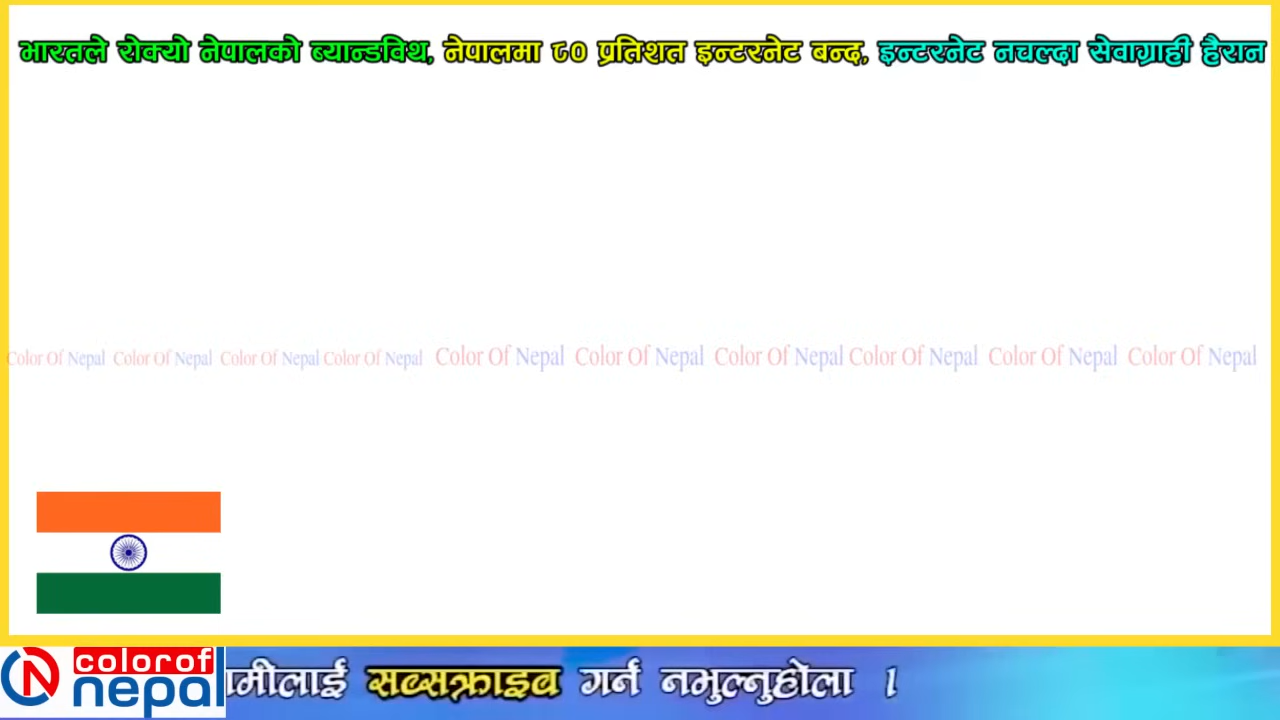 भारतले रोक्यो नेपालको ब्यान्डविथ, नेपालमा ८० प्रतिशत इन्टरनेट बन्द, इन्टरनेट नचल्दा सेवाग्राही हैरान
Color Of Nepal Color Of Nepal Color Of Nepal Color Of Nepal Color Of Nepal Color Of Nepal Color Of Nepal Color Of Nepal Color Of Nepal Color Of Nepal
colorof
nepal
मीलाई सब्सक्राइब गर्न नभुल्नुहोला ।